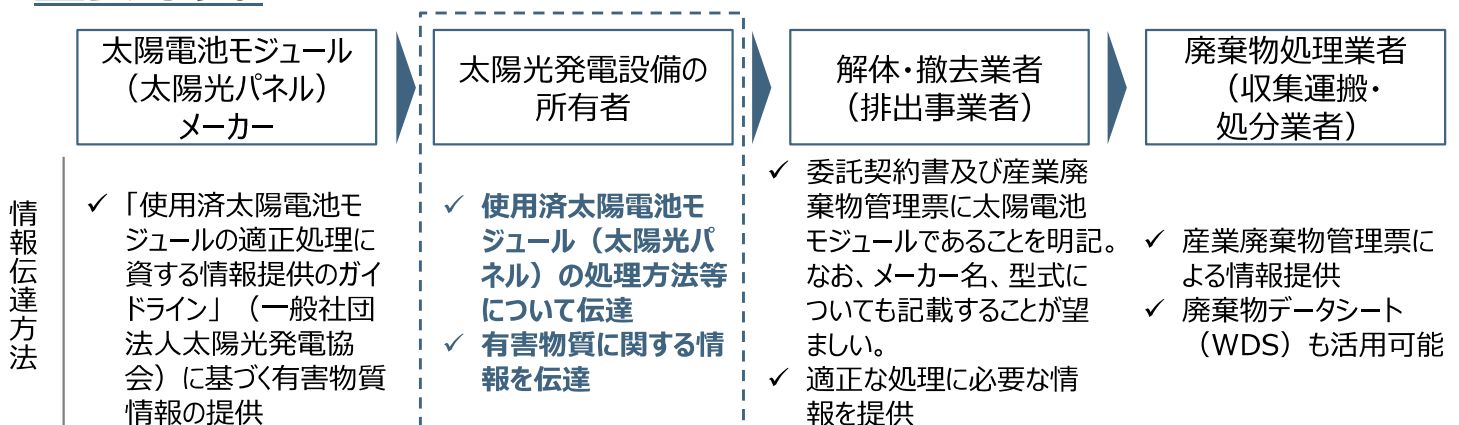 太陽電池モジュール
（太陽光パネル）
メーカー
太陽光発電設備の
所有者
解体・撤去業者
（排出事業者）
廃棄物処理業者
（収集運搬・
処分業者）
情報伝達方法
✓ 「使用済太陽電池モ
ジュールの適正処理に
資する情報提供のガイ
ドライン」（一般社団
法人太陽光発電協
会）に基づく有害物質
情報の提供
✓ 使用済太陽電池モ
ジュール（太陽光パ
ネル）の処理方法等
について伝達
✓ 有害物質に関する情
報を伝達
✓ 委託契約書及び産業廃
棄物管理票に太陽電池
モジュールであることを明記。
なお、メーカー名、型式に
ついても記載することが望
ましい。
✓ 適正な処理に必要な情
報を提供
✓ 産業廃棄物管理票に
よる情報提供
✓ 廃棄物データシート
（WDS）も活用可能